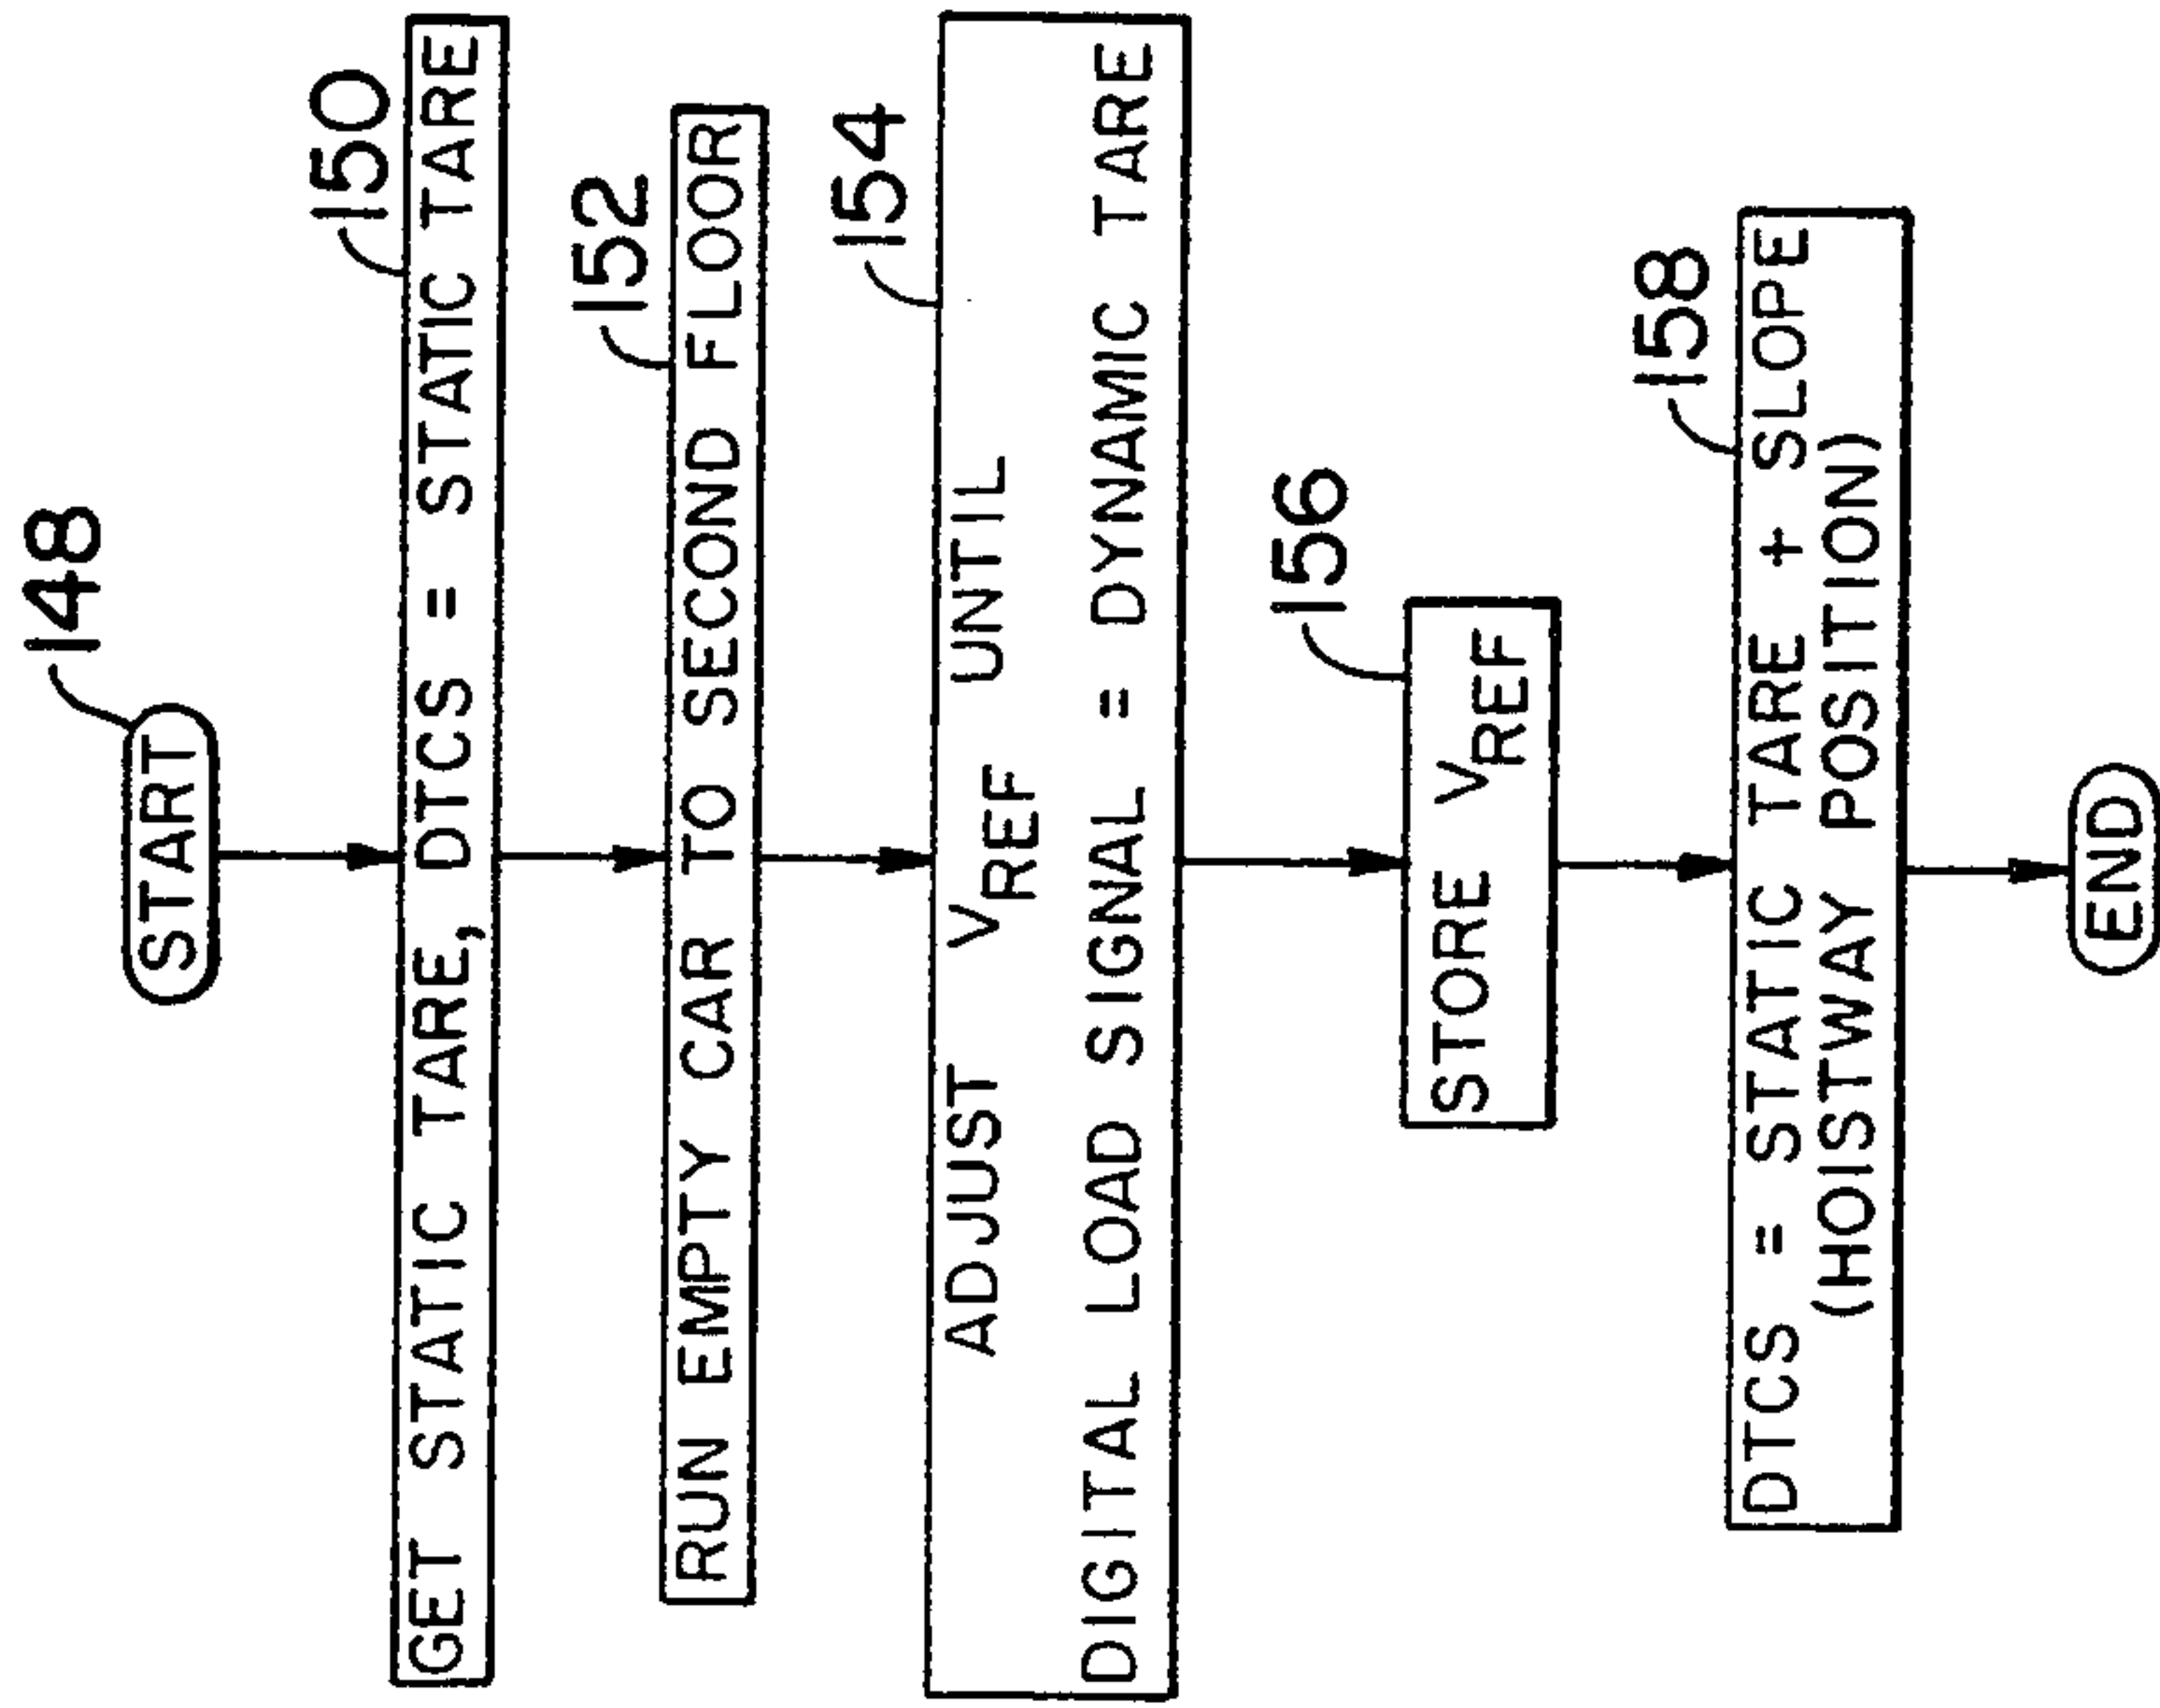 148
START
150
GET STATIC TARE, DTCS = STATIC TARE
152
RUN EMPTY CAR TO SECOND FLOOR
154
ADJUST VREF UNTIL
DIGITAL LOAD SIGNAL = DYNAMIC TARE
156
STORE VREF
158
DTCS = STATIC TARE + SLOPE
(HOISTWAY POSITION)
END